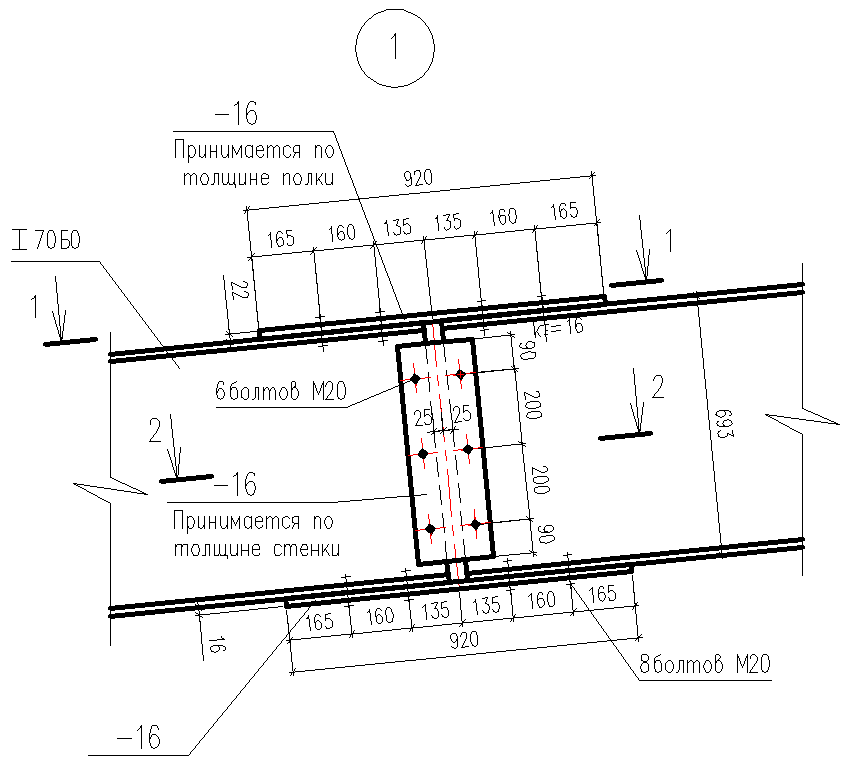 1
-16
Принимается по
толщине полки
920
165 160 135 135 160 165
I 70Б0
1
1
22
kf=16
90
6болтов М20
200
2
2
25 25
693
-16
200
Принимается по
толщине стенки
90
165 160 135 135 160 165
16
920
8болтов М20
-16